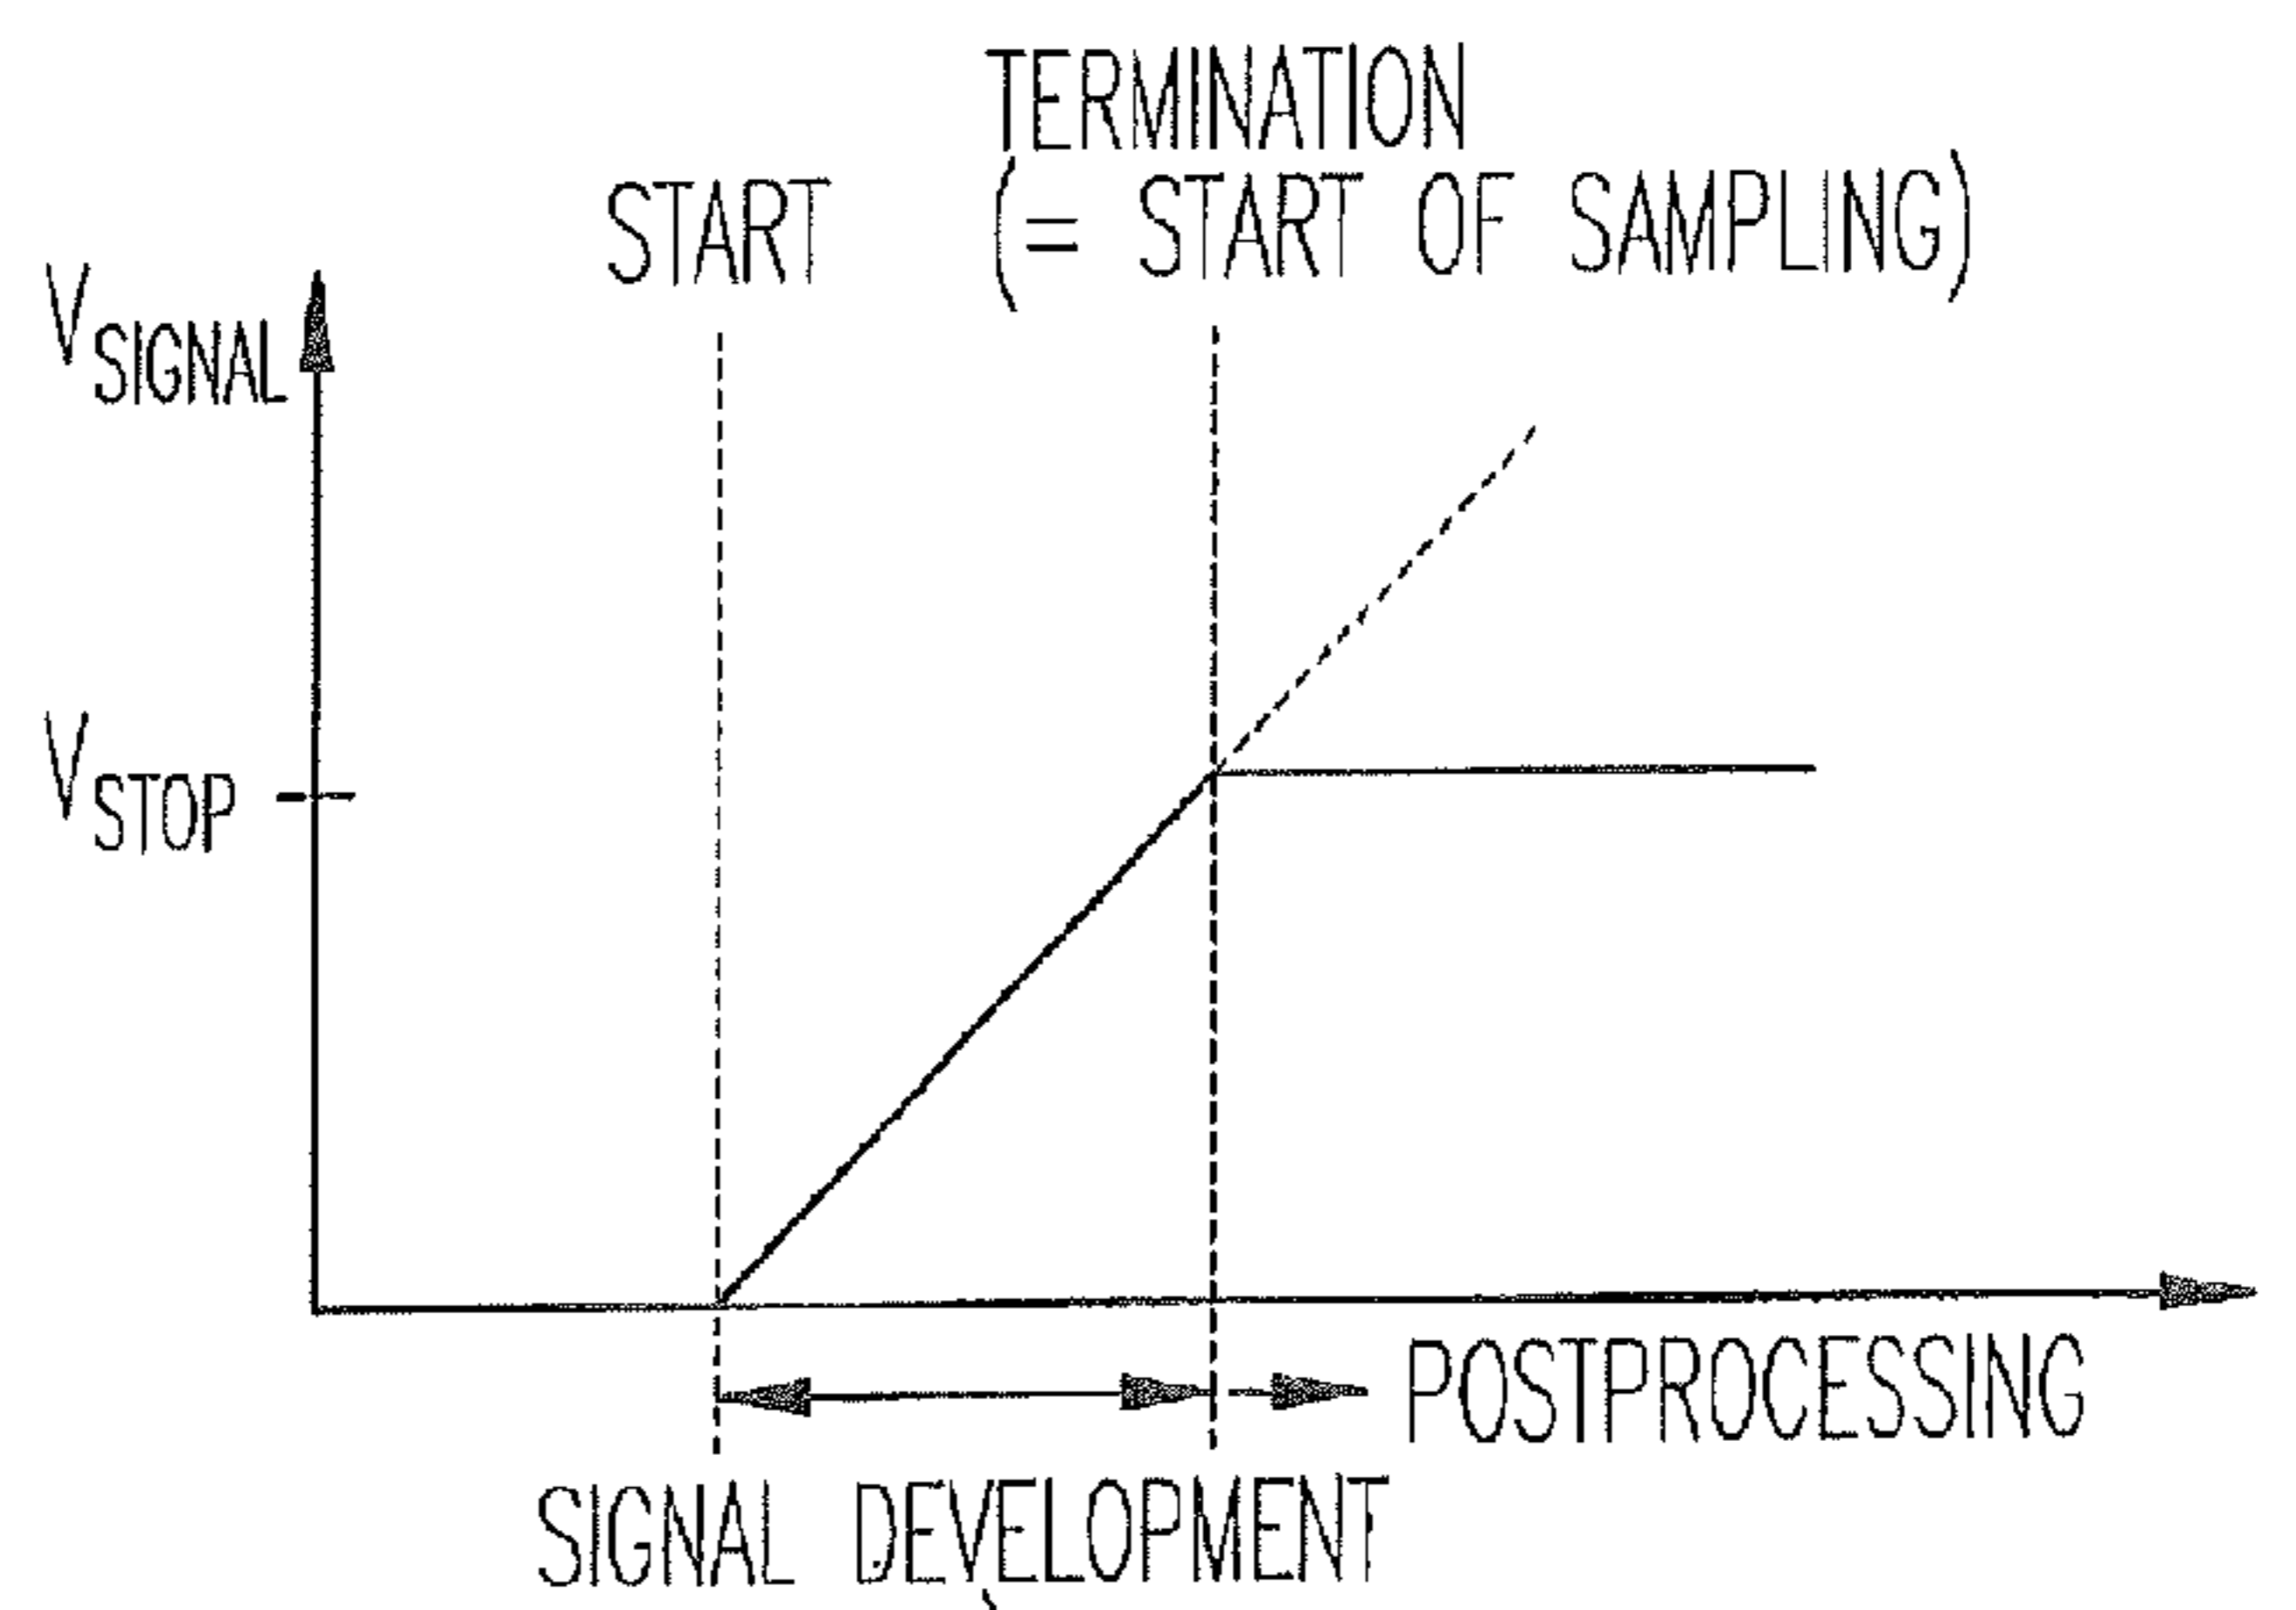 TERMINATION
START (= START OF SAMPLING)
VSIGNAL
VSTOP
POSTPROCESSING
SIGNAL DEVELOPMENT